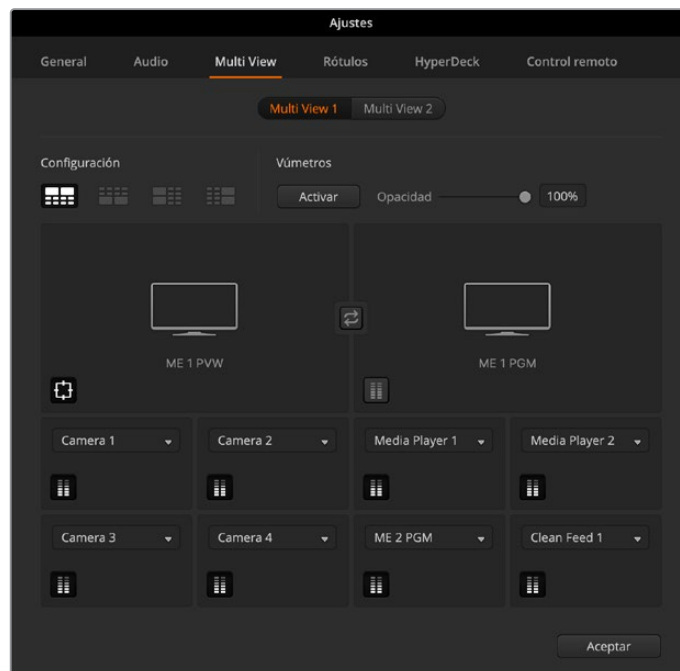 Ajustes
General Audio Multi View Rótulos HyperDeck Control remoto
Multi View 1 Multi View 2
Configuración Vúmetros
Activar Opacidad 100%
ME 1 PVW ME 1 PGM
Camera 1 Camera 2 Media Player 1 Media Player 2
Camera 3 Camera 4 ME 2 PGM Clean Feed 1
Aceptar